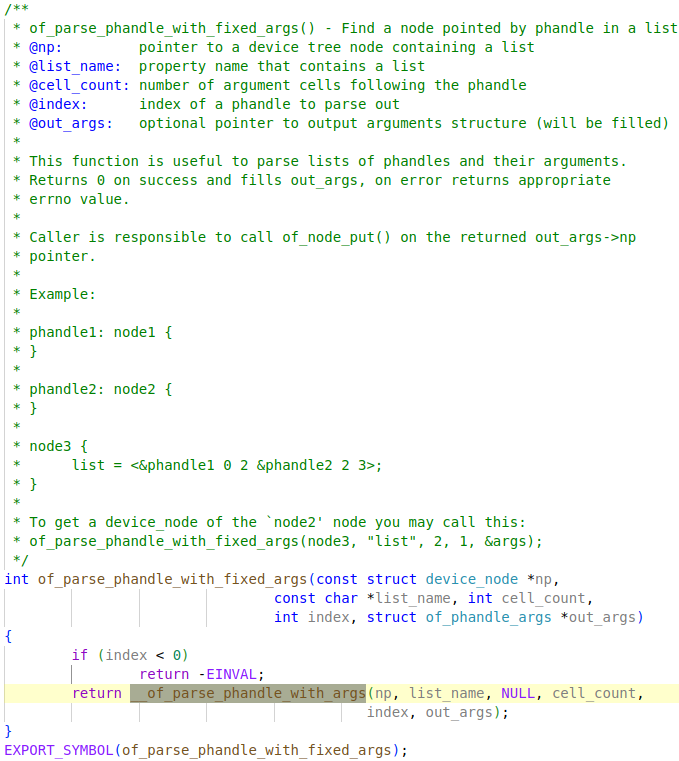 /**
 * of_parse_phandle_with_fixed_args() - Find a node pointed by phandle in a list
 * @np:         pointer to a device tree node containing a list
 * @list_name:  property name that contains a list
 * @cell_count: number of argument cells following the phandle
 * @index:      index of a phandle to parse out
 * @out_args:   optional pointer to output arguments structure (will be filled)
 *
 * This function is useful to parse lists of phandles and their arguments.
 * Returns 0 on success and fills out_args, on error returns appropriate
 * errno value.
 *
 * Caller is responsible to call of_node_put() on the returned out_args->np
 * pointer.
 *
 * Example:
 *
 * phandle1: node1 {
 * }
 *
 * phandle2: node2 {
 * }
 *
 * node3 {
 *      list = <&phandle1 0 2 &phandle2 2 3>;
 * }
 *
 * To get a device_node of the `node2' node you may call this:
 * of_parse_phandle_with_fixed_args(node3, "list", 2, 1, &args);
 */
int of_parse_phandle_with_fixed_args(const struct device_node *np,
                                const char *list_name, int cell_count,
                                int index, struct of_phandle_args *out_args)
{
        if (index < 0)
                return -EINVAL;
        return __of_parse_phandle_with_args(np, list_name, NULL, cell_count,
                                           index, out_args);
}
EXPORT_SYMBOL(of_parse_phandle_with_fixed_args);